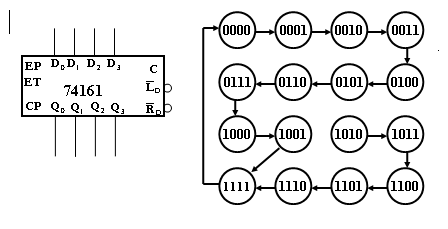 EP D₀ D₁ D₂ D₃ C
ET L̅D
74161
CP Q₀ Q₁ Q₂ Q₃ R̅D
0000 0001 0010 0011
0111 0110 0101 0100
1000 1001 1010 1011
1111 1110 1101 1100